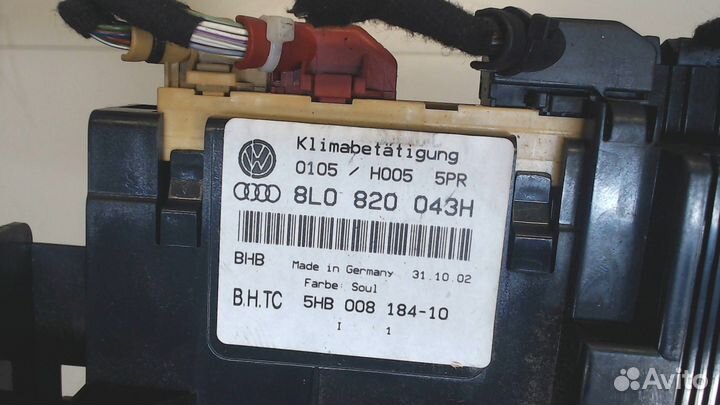 Klimabetätigung
0105 / H005 5PR
8L0 820 043H
BHB Made in Germany 31.10.02
Farbe: Soul
B.H.TC 5HB 008 184-10
I 1
Avito